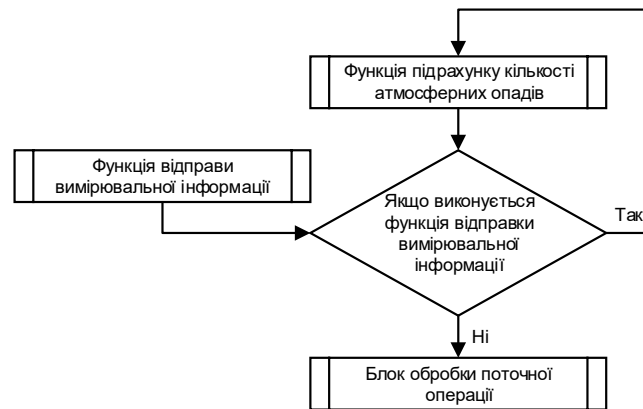 Функція підрахунку кількості
атмосферних опадів
Функція відправи
вимірювальної інформації
Якщо виконується
функція відправки
вимірювальної
інформації
Так
Ні
Блок обробки поточної
операції